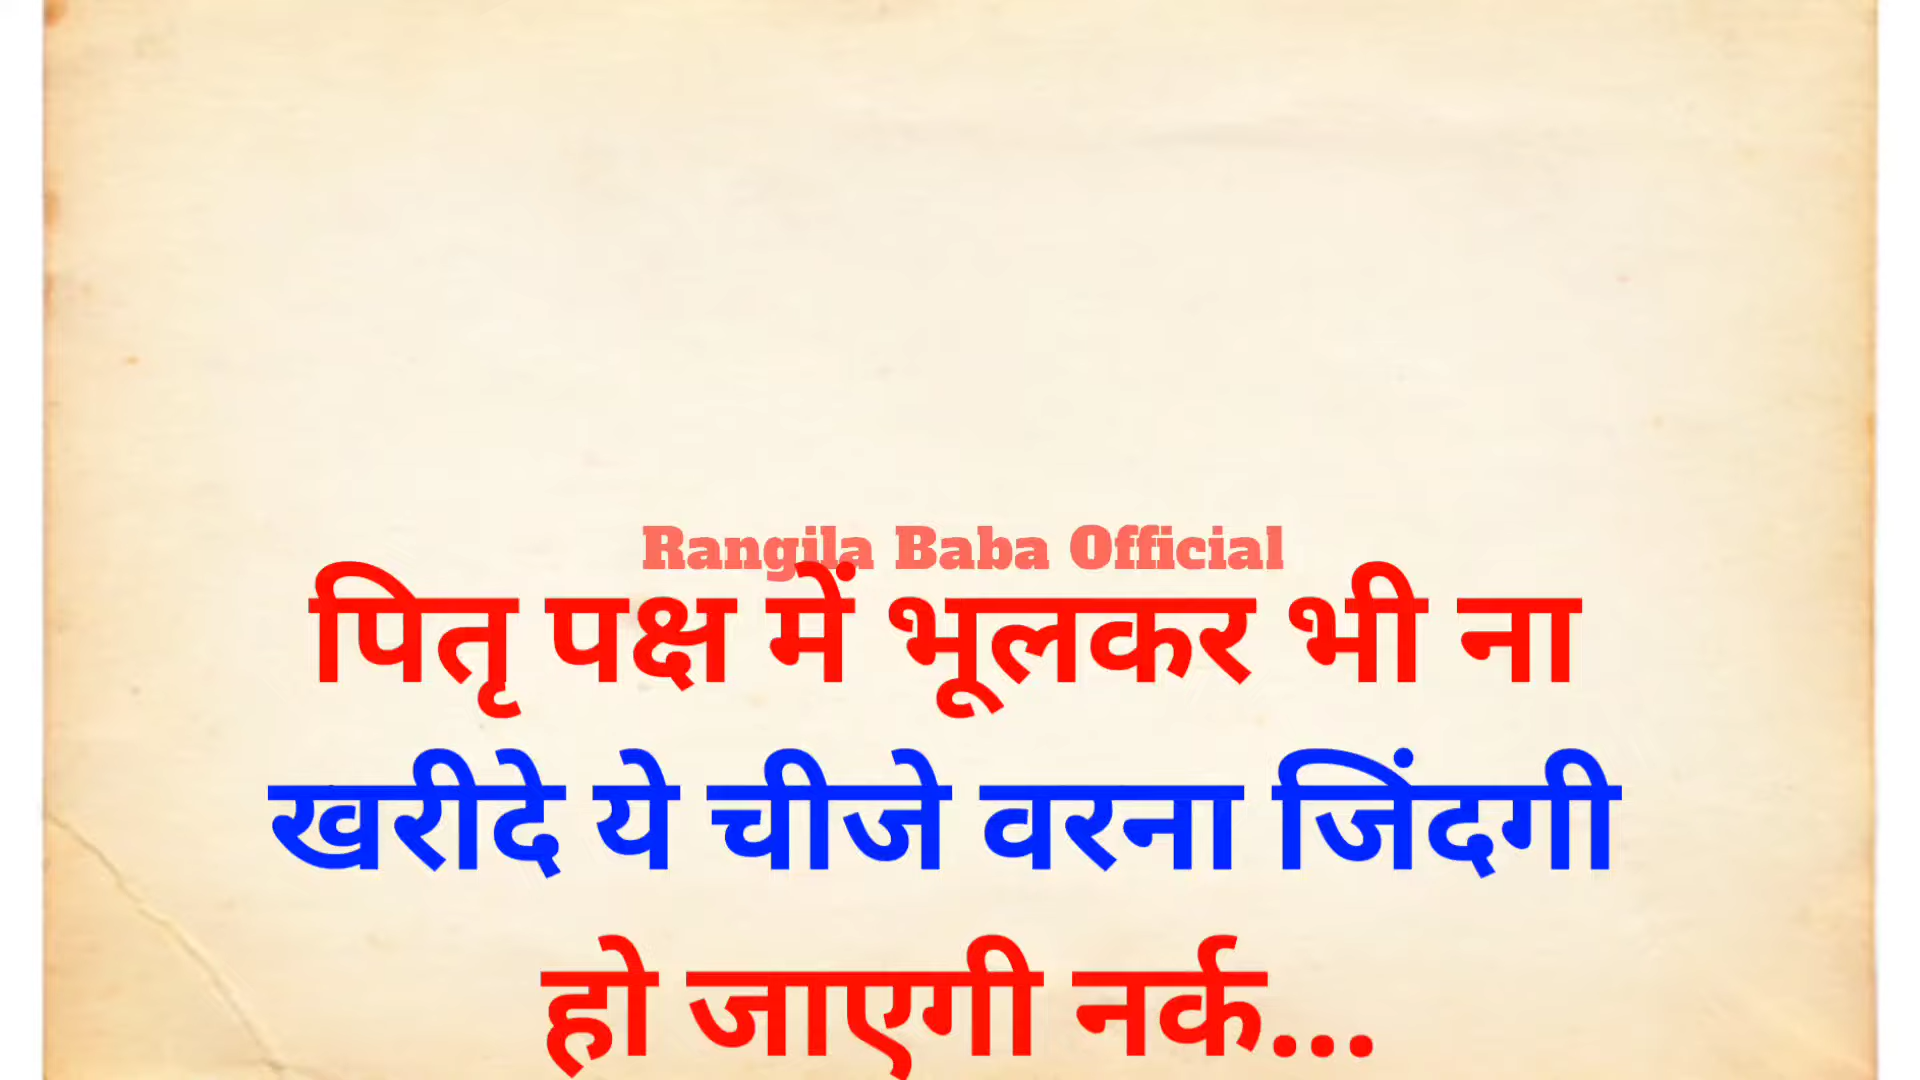 Rangila Baba Official
पितृ पक्ष में भूलकर भी ना
खरीदे ये चीजे वरना जिंदगी
हो जाएगी नर्क...